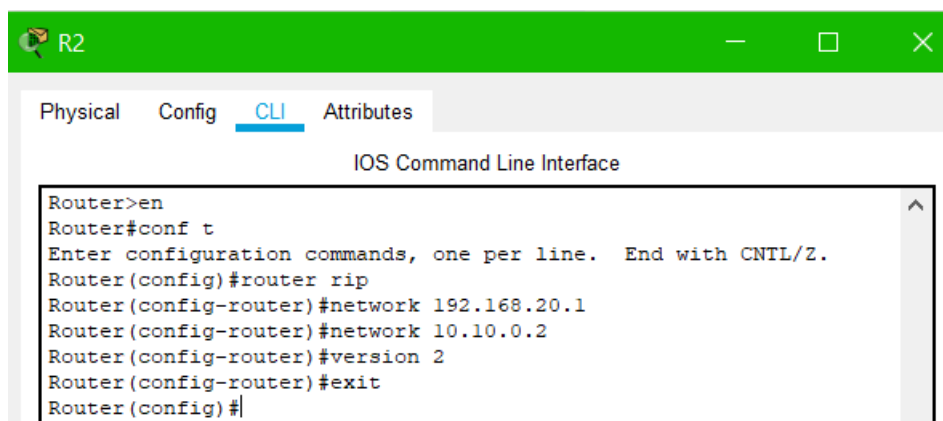 R2
Physical Config CLI Attributes
IOS Command Line Interface
Router>en
Router#conf t
Enter configuration commands, one per line.  End with CNTL/Z.
Router(config)#router rip
Router(config-router)#network 192.168.20.1
Router(config-router)#network 10.10.0.2
Router(config-router)#version 2
Router(config-router)#exit
Router(config)#